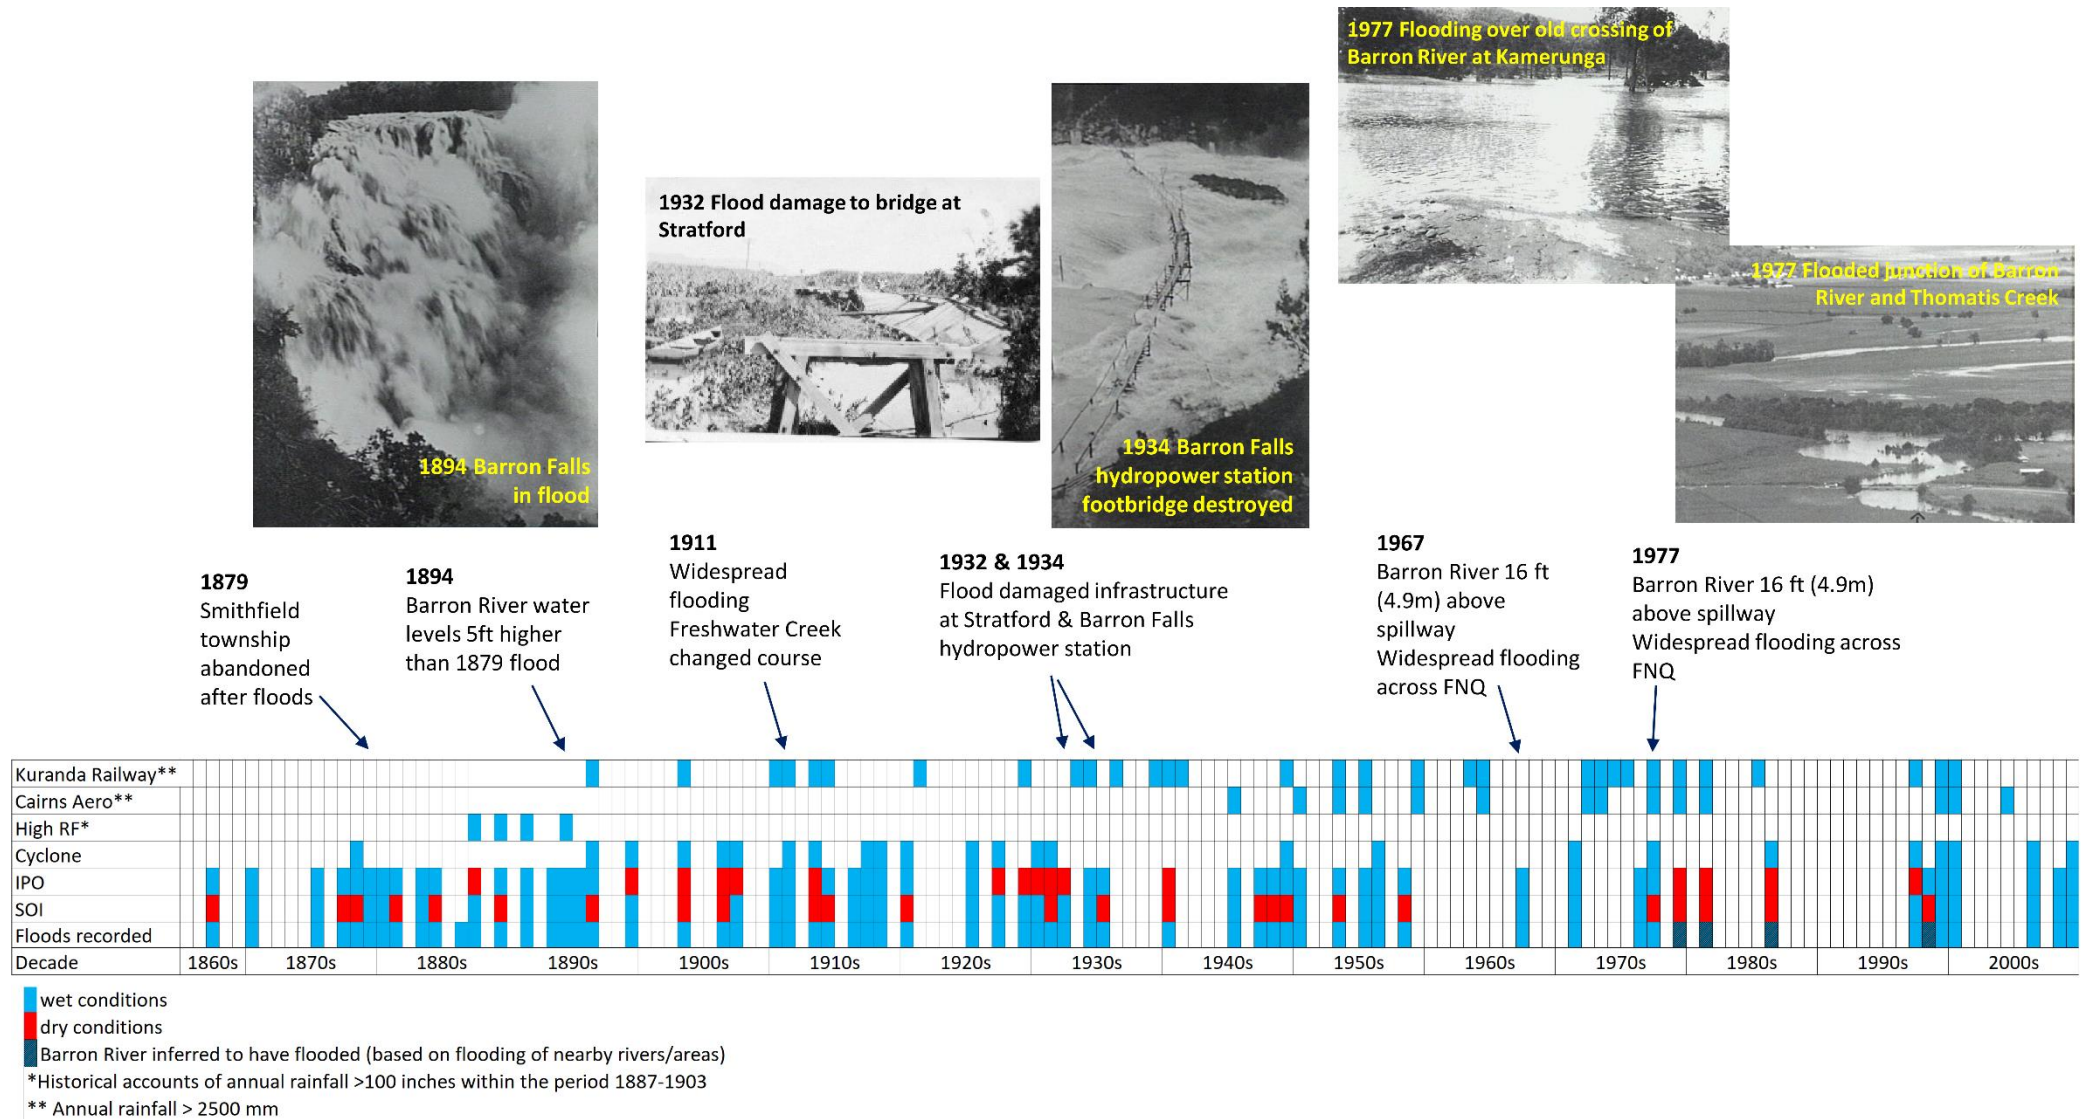 1977 Flooding over old crossing of
Barron River at Kamerunga
1932 Flood damage to bridge at
Stratford
1977 Flooded junction of Barron
River and Thomatis Creek
1894 Barron Falls
in flood
1934 Barron Falls
hydropower station
footbridge destroyed
1879
Smithfield
township
abandoned
after floods
1894
Barron River water
levels 5ft higher
than 1879 flood
1911
Widespread
flooding
Freshwater Creek
changed course
1932 & 1934
Flood damaged infrastructure
at Stratford & Barron Falls
hydropower station
1967
Barron River 16 ft
(4.9m) above
spillway
Widespread flooding
across FNQ
1977
Barron River 16 ft (4.9m)
above spillway
Widespread flooding across
FNQ
Kuranda Railway**
Cairns Aero**
High RF*
Cyclone
IPO
SOI
Floods recorded
Decade 1860s 1870s 1880s 1890s 1900s 1910s 1920s 1930s 1940s 1950s 1960s 1970s 1980s 1990s 2000s
wet conditions
dry conditions
Barron River inferred to have flooded (based on flooding of nearby rivers/areas)
*Historical accounts of annual rainfall >100 inches within the period 1887-1903
** Annual rainfall > 2500 mm